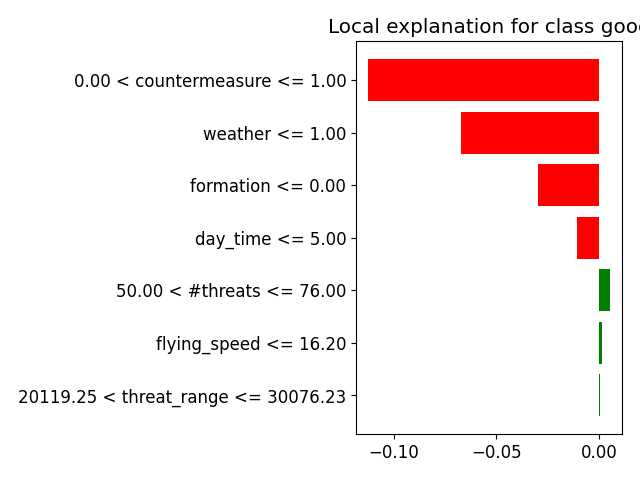 Local explanation for class goo
0.00 < countermeasure <= 1.00
weather <= 1.00
formation <= 0.00
day_time <= 5.00
50.00 < #threats <= 76.00
flying_speed <= 16.20
20119.25 < threat_range <= 30076.23
−0.10 −0.05 0.00